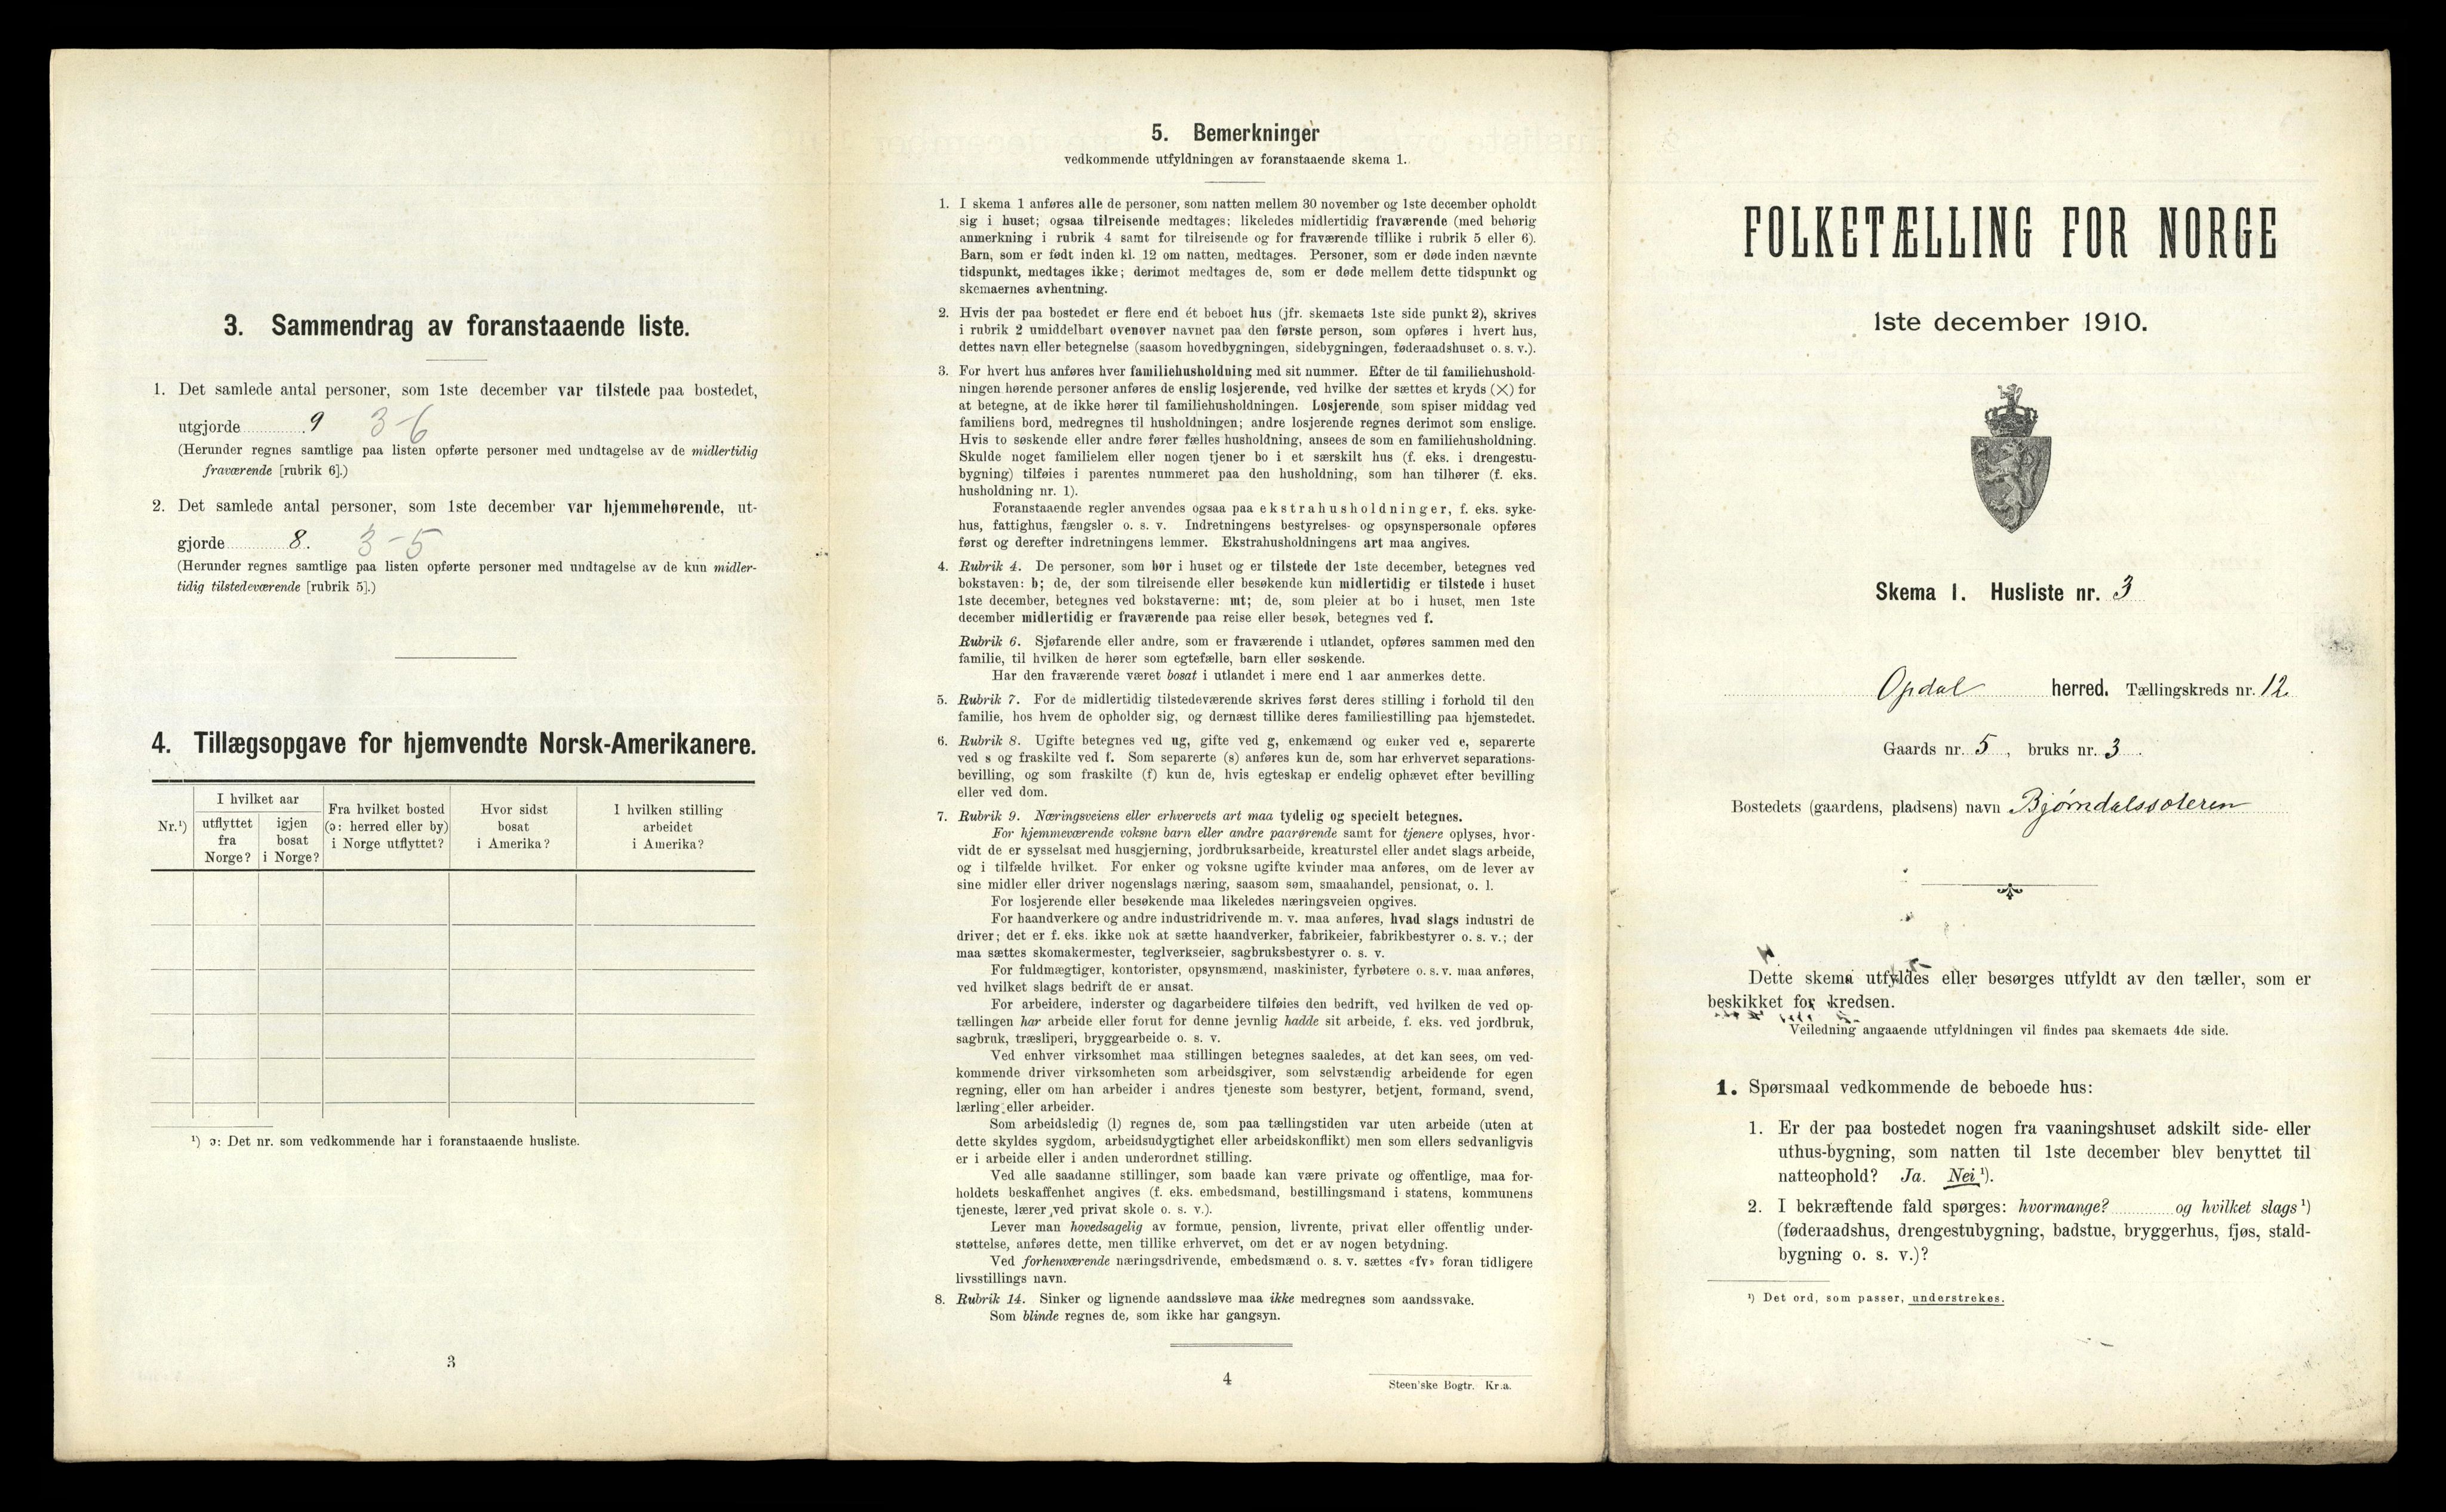 3. Sammendrag av foranstaaende liste.
1. Det samlede antal personer, som 1ste december var tilstede paa bostedet,
utgjorde 9 3-6
(Herunder regnes samtlige paa listen opførte personer med undtagelse av de midlertidig
fraværende [rubrik 6].)
2. Det samlede antal personer, som 1ste december var hjemmehørende, ut-
gjorde 8. 3-5
(Herunder regnes samtlige paa listen opførte personer med undtagelse av de kun midler-
tidig tilstedeværende [rubrik 5].)
4. Tillægsopgave for hjemvendte Norsk-Amerikanere.
Nr.¹)
I hvilket aar
utflyttet
fra
Norge?
igjen
bosat
i Norge?
Fra hvilket bosted
(ɔ: herred eller by)
i Norge utflyttet?
Hvor sidst
bosat
i Amerika?
I hvilken stilling
arbeidet
i Amerika?
¹) ɔ: Det nr. som vedkommende har i foranstaaende husliste.
3
5. Bemerkninger
vedkommende utfyldningen av foranstaaende skema 1.
1. I skema 1 anføres alle de personer, som natten mellem 30 november og 1ste december opholdt
sig i huset; ogsaa tilreisende medtages; likeledes midlertidig fraværende (med behørig
anmerkning i rubrik 4 samt for tilreisende og for fraværende tillike i rubrik 5 eller 6).
Barn, som er født inden kl. 12 om natten, medtages. Personer, som er døde inden nævnte
tidspunkt, medtages ikke; derimot medtages de, som er døde mellem dette tidspunkt og
skemaernes avhentning.
2. Hvis der paa bostedet er flere end ét beboet hus (jfr. skemaets 1ste side punkt 2), skrives
i rubrik 2 umiddelbart ovenover navnet paa den første person, som opføres i hvert hus,
dettes navn eller betegnelse (saasom hovedbygningen, sidebygningen, føderaadshuset o. s. v.).
3. For hvert hus anføres hver familiehusholdning med sit nummer. Efter de til familiehushold-
ningen hørende personer anføres de enslig losjerende, ved hvilke der sættes et kryds (×) for
at betegne, at de ikke hører til familiehusholdningen. Losjerende, som spiser middag ved
familiens bord, medregnes til husholdningen; andre losjerende regnes derimot som enslige.
Hvis to søskende eller andre fører fælles husholdning, ansees de som en familiehusholdning.
Skulde noget familielem eller nogen tjener bo i et særskilt hus (f. eks. i drengestu-
bygning) tilføies i parentes nummeret paa den husholdning, som han tilhører (f. eks.
husholdning nr. 1).
Foranstaaende regler anvendes ogsaa paa ekstrahusholdninger, f. eks. syke-
hus, fattighus, fængsler o. s. v. Indretningens bestyrelses- og opsynspersonale opføres
først og derefter indretningens lemmer. Ekstrahusholdningens art maa angives.
4. Rubrik 4. De personer, som bor i huset og er tilstede der 1ste december, betegnes ved
bokstaven: b; de, der som tilreisende eller besøkende kun midlertidig er tilstede i huset
1ste december, betegnes ved bokstaverne: mt; de, som pleier at bo i huset, men 1ste
december midlertidig er fraværende paa reise eller besøk, betegnes ved f.
Rubrik 6. Sjøfarende eller andre, som er fraværende i utlandet, opføres sammen med den
familie, til hvilken de hører som egtefælle, barn eller søskende.
Har den fraværende været bosat i utlandet i mere end 1 aar anmerkes dette.
5. Rubrik 7. For de midlertidig tilstedeværende skrives først deres stilling i forhold til den
familie, hos hvem de opholder sig, og dernæst tillike deres familiestilling paa hjemstedet.
6. Rubrik 8. Ugifte betegnes ved ug, gifte ved g, enkemænd og enker ved e, separerte
ved s og fraskilte ved f. Som separerte (s) anføres kun de, som har erhvervet separations-
bevilling, og som fraskilte (f) kun de, hvis egteskap er endelig ophævet efter bevilling
eller ved dom.
7. Rubrik 9. Næringsveiens eller erhvervets art maa tydelig og specielt betegnes.
For hjemmeværende voksne barn eller andre paarørende samt for tjenere oplyses, hvor-
vidt de er sysselsat med husgjerning, jordbruksarbeide, kreaturstel eller andet slags arbeide,
og i tilfælde hvilket. For enker og voksne ugifte kvinder maa anføres, om de lever av
sine midler eller driver nogenslags næring, saasom søm, smaahandel, pensionat, o. l.
For losjerende eller besøkende maa likeledes næringsveien opgives.
For haandverkere og andre industridrivende m. v. maa anføres, hvad slags industri de
driver; det er f. eks. ikke nok at sætte haandverker, fabrikeier, fabrikbestyrer o. s. v.; der
maa sættes skomakermester, teglverkseier, sagbruksbestyrer o. s. v.
For fuldmægtiger, kontorister, opsynsmænd, maskinister, fyrbøtere o. s. v. maa anføres,
ved hvilket slags bedrift de er ansat.
For arbeidere, inderster og dagarbeidere tilføies den bedrift, ved hvilken de ved op-
tællingen har arbeide eller forut for denne jevnlig hadde sit arbeide, f. eks. ved jordbruk,
sagbruk, træsliperi, bryggearbeide o. s. v.
Ved enhver virksomhet maa stillingen betegnes saaledes, at det kan sees, om ved-
kommende driver virksomheten som arbeidsgiver, som selvstændig arbeidende for egen
regning, eller om han arbeider i andres tjeneste som bestyrer, betjent, formand, svend,
lærling eller arbeider.
Som arbeidsledig (l) regnes de, som paa tællingstiden var uten arbeide (uten at
dette skyldes sygdom, arbeidsudygtighet eller arbeidskonflikt) men som ellers sedvanligvis
er i arbeide eller i anden underordnet stilling.
Ved alle saadanne stillinger, som baade kan være private og offentlige, maa for-
holdets beskaffenhet angives (f. eks. embedsmand, bestillingsmand i statens, kommunens
tjeneste, lærer ved privat skole o. s. v.).
Lever man hovedsagelig av formue, pension, livrente, privat eller offentlig under-
støttelse, anføres dette, men tillike erhvervet, om det er av nogen betydning.
Ved forhenværende næringsdrivende, embedsmænd o. s. v. sættes «fv» foran tidligere
livsstillings navn.
8. Rubrik 14. Sinker og lignende aandssløve maa ikke medregnes som aandssvake.
Som blinde regnes de, som ikke har gangsyn.
4
Steen'ske Bogtr. Kr.a.
FOLKETÆLLING FOR NORGE
1ste december 1910.
Skema 1. Husliste nr. 3
Opdal herred. Tællingskreds nr. 12.
Gaards nr. 5, bruks nr. 3.
Bostedets (gaardens, pladsens) navn Bjørndalssæteren
Dette skema utfyldes eller besørges utfyldt av den tæller, som er
beskikket for kredsen.
Veiledning angaaende utfyldningen vil findes paa skemaets 4de side.
1. Spørsmaal vedkommende de beboede hus:
1. Er der paa bostedet nogen fra vaaningshuset adskilt side- eller
uthus-bygning, som natten til 1ste december blev benyttet til
natteophold? Ja. Nei¹).
2. I bekræftende fald spørges: hvormange? og hvilket slags¹)
(føderaadshus, drengestubygning, badstue, bryggerhus, fjøs, stald-
bygning o. s. v.)?
¹) Det ord, som passer, understrekes.